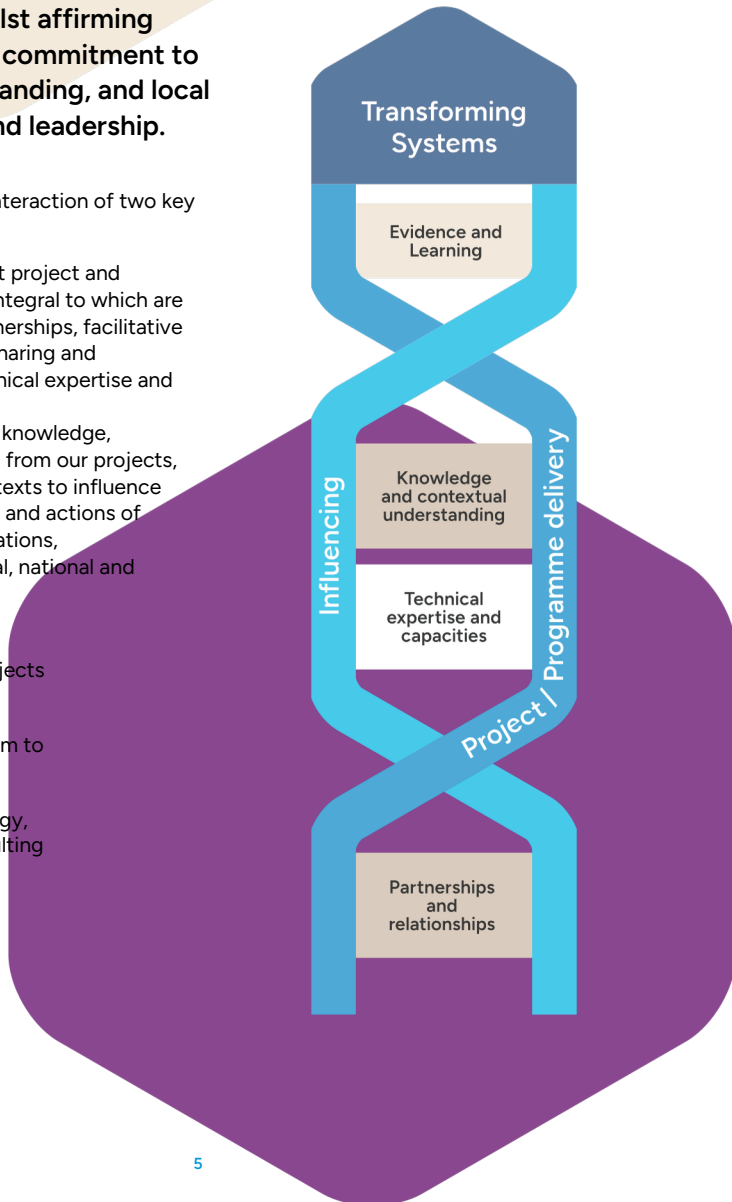 lst affirming
commitment to
anding, and local
nd leadership.
nteraction of two key
t project and
ntegral to which are
nerships, facilitative
haring and
nical expertise and
knowledge,
from our projects,
texts to influence
and actions of
ations,
al, national and
jects
m to
gy,
lting
Transforming
Systems
Evidence and
Learning
Influencing
Project / Programme delivery
Knowledge
and contextual
understanding
Technical
expertise and
capacities
Partnerships
and
relationships
5